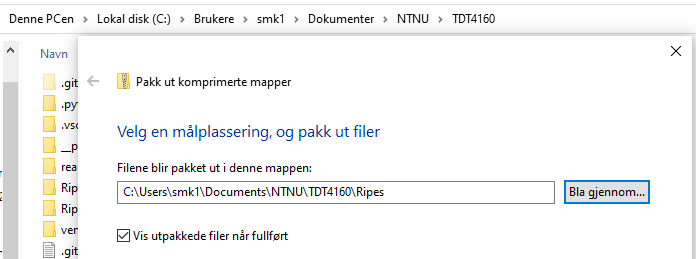 Denne PCen > Lokal disk (C:) > Brukere > smk1 > Dokumenter > NTNU > TDT4160
Navn
Pakk ut komprimerte mapper
.git
.py
.vsc
Velg en målplassering, og pakk ut filer
__p
rea
Filene blir pakket ut i denne mappen:
Rip
C:\Users\smk1\Documents\NTNU\TDT4160\Ripes
Bla gjennom...
Rip
ver
Vis utpakkede filer når fullført
.git